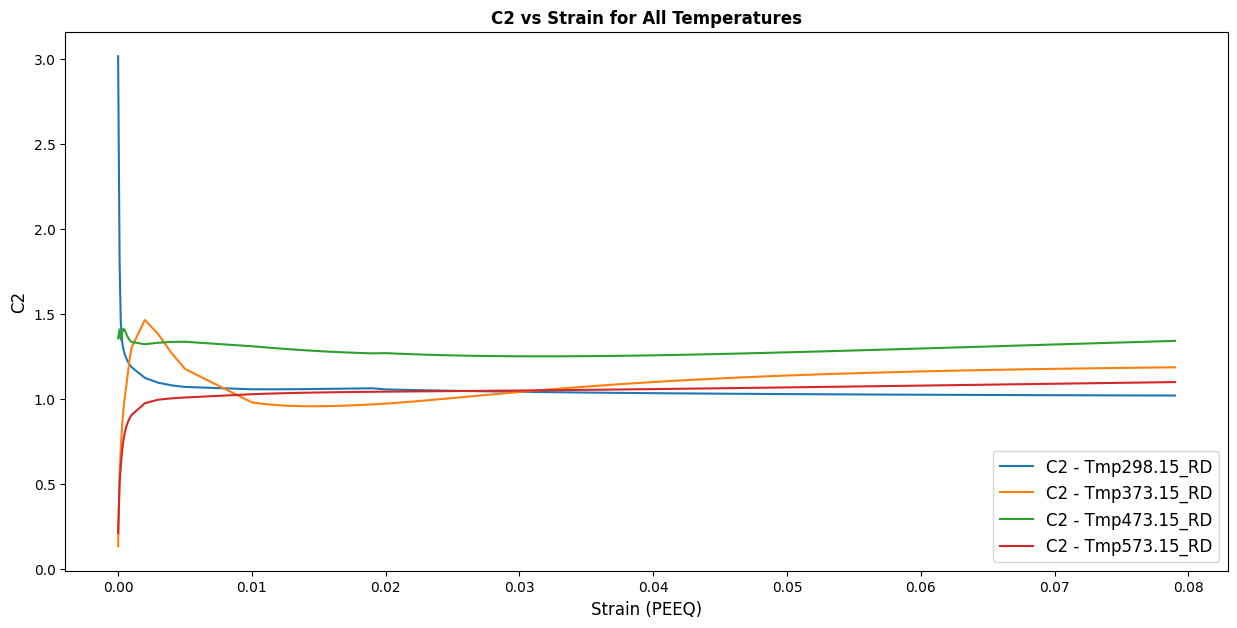 C2 vs Strain for All Temperatures
3.0
2.5
2.0
1.5
1.0
0.5
0.0
C2
0.00 0.01 0.02 0.03 0.04 0.05 0.06 0.07 0.08
Strain (PEEQ)
C2 - Tmp298.15_RD
C2 - Tmp373.15_RD
C2 - Tmp473.15_RD
C2 - Tmp573.15_RD